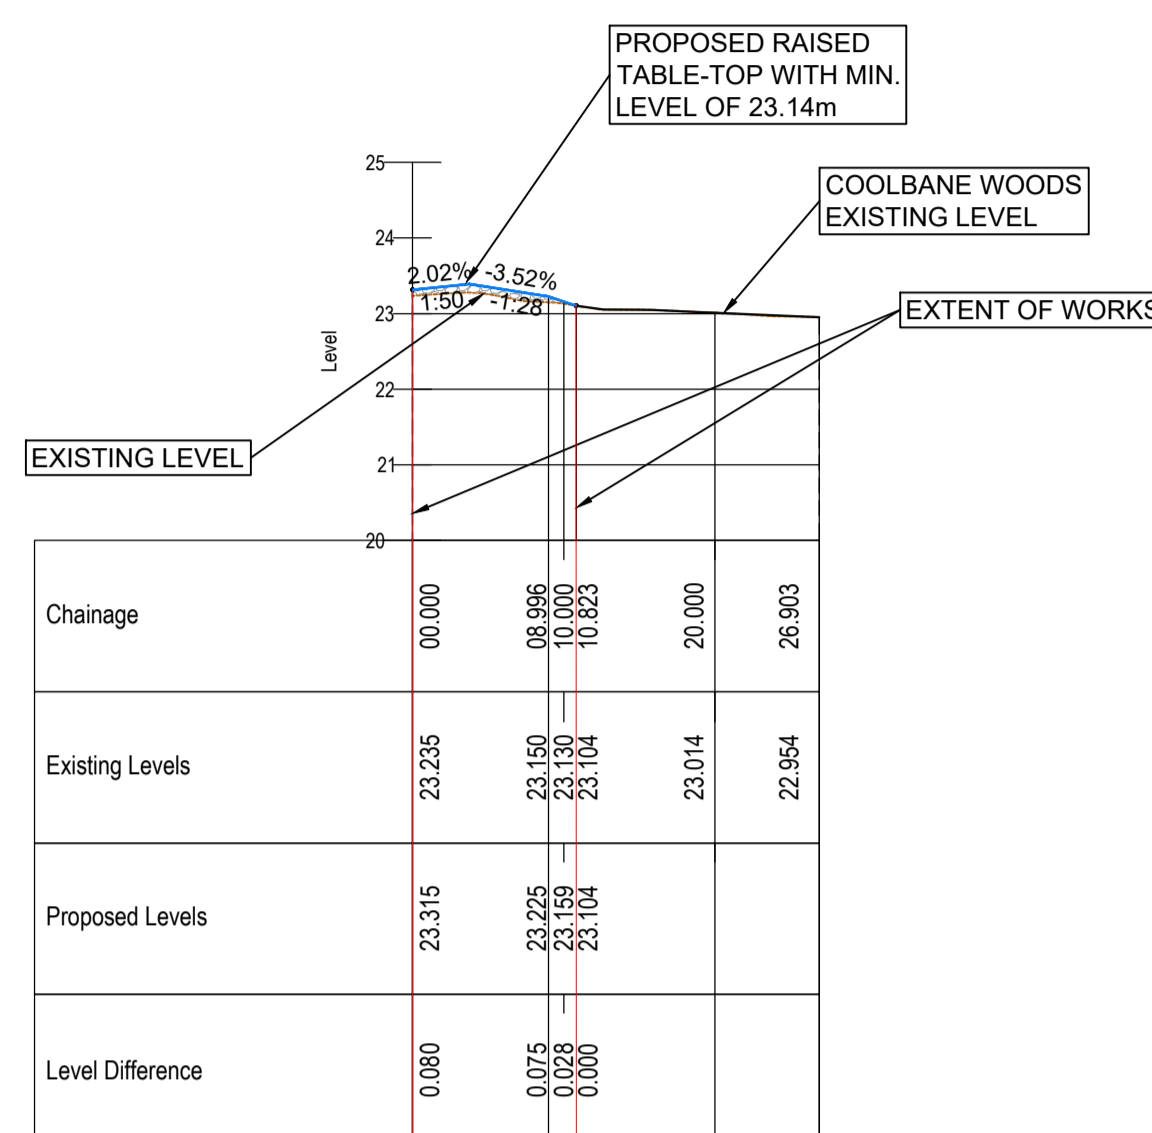 PROPOSED RAISED
TABLE-TOP WITH MIN.
LEVEL OF 23.14m
COOLBANE WOODS
EXISTING LEVEL
EXTENT OF WORKS
EXISTING LEVEL
25
24
23
22
21
20
Level
2.02% -3.52%
1:50 -1:28
Chainage 00.000 08.996 10.000 10.823 20.000 26.903
Existing Levels 23.235 23.150 23.130 23.104 23.014 22.954
Proposed Levels 23.315 23.225 23.159 23.104
Level Difference 0.080 0.075 0.028 0.000